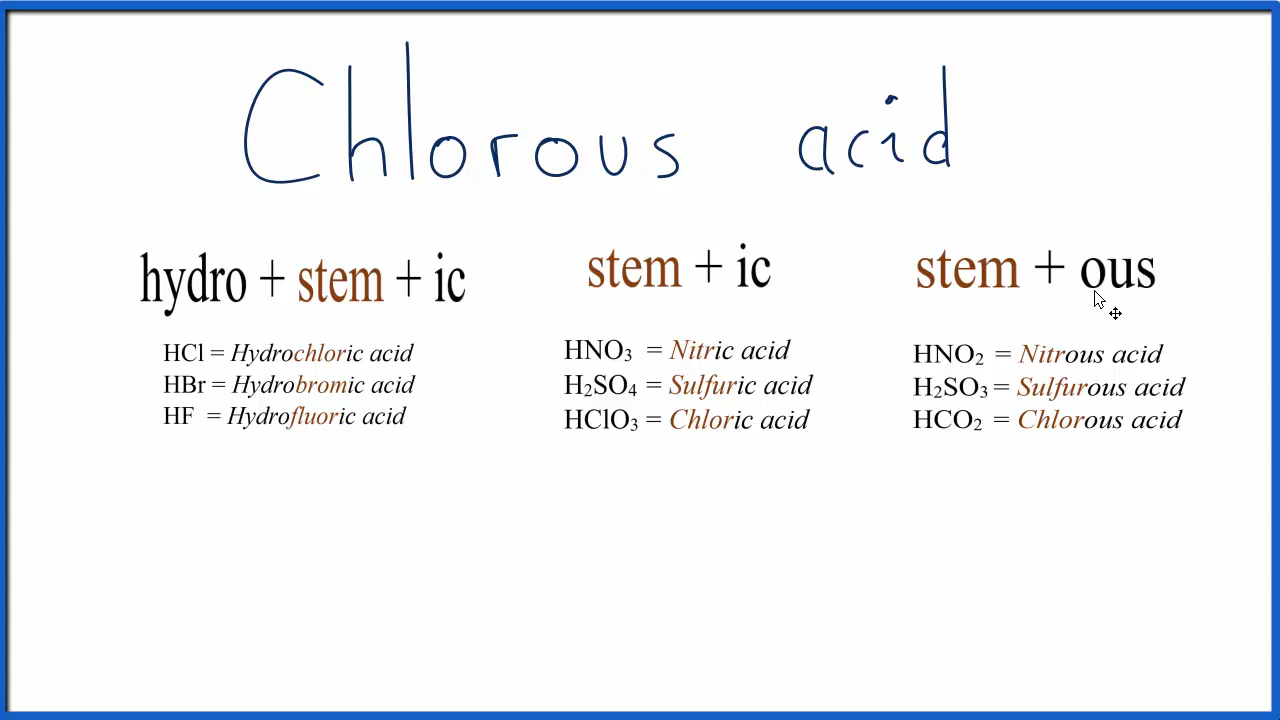 Chlorous acid
hydro + stem + ic
HCl = Hydrochloric acid
HBr = Hydrobromic acid
HF = Hydrofluoric acid
stem + ic
HNO₃ = Nitric acid
H₂SO₄ = Sulfuric acid
HClO₃ = Chloric acid
stem + ous
HNO₂ = Nitrous acid
H₂SO₃ = Sulfurous acid
HCO₂ = Chlorous acid